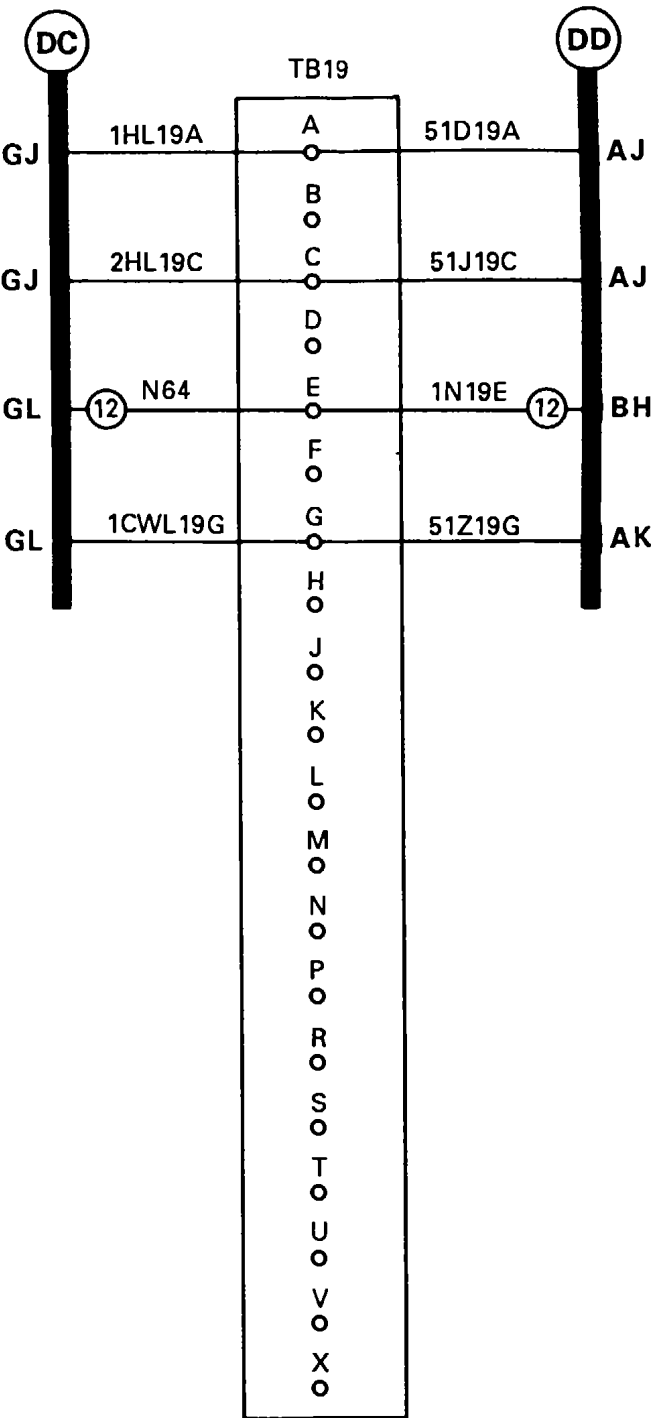 DC DD
TB19
A
GJ 1HL19A 51D19A AJ
B
C
GJ 2HL19C 51J19C AJ
D
E
GL 12 N64 1N19E 12 BH
F
G
GL 1CWL19G 51Z19G AK
H
J
K
L
M
N
P
R
S
T
U
V
X